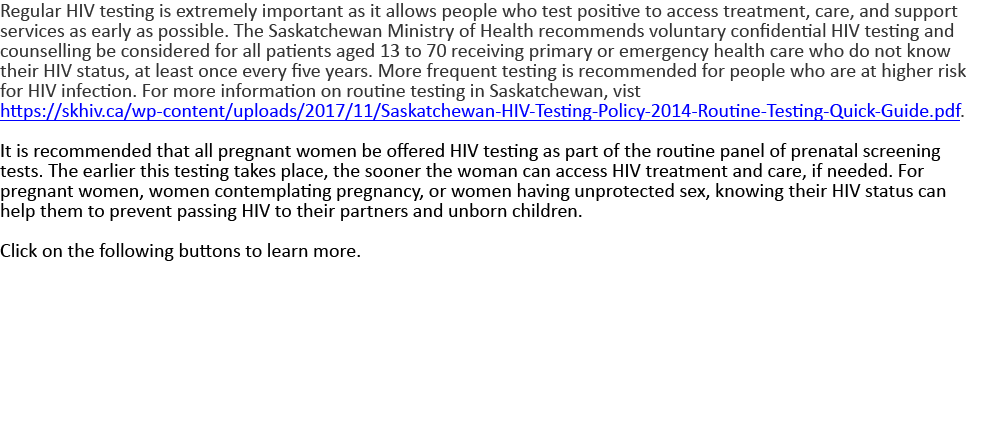 Regular HIV testing is extremely important as it allows people who test positive to access treatment, care, and support
services as early as possible. The Saskatchewan Ministry of Health recommends voluntary confidential HIV testing and
counselling be considered for all patients aged 13 to 70 receiving primary or emergency health care who do not know
their HIV status, at least once every five years. More frequent testing is recommended for people who are at higher risk
for HIV infection. For more information on routine testing in Saskatchewan, vist
https://skhiv.ca/wp-content/uploads/2017/11/Saskatchewan-HIV-Testing-Policy-2014-Routine-Testing-Quick-Guide.pdf.
It is recommended that all pregnant women be offered HIV testing as part of the routine panel of prenatal screening
tests. The earlier this testing takes place, the sooner the woman can access HIV treatment and care, if needed. For
pregnant women, women contemplating pregnancy, or women having unprotected sex, knowing their HIV status can
help them to prevent passing HIV to their partners and unborn children.
Click on the following buttons to learn more.